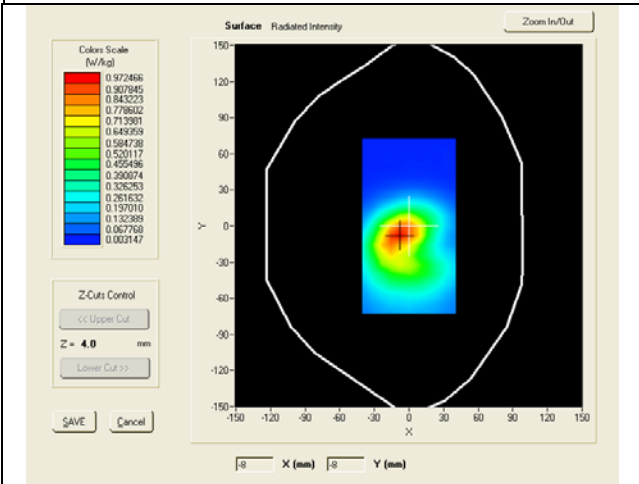 Surface Radiated Intensity
Zoom In/Out
Colors Scale
(W/kg)
0.972466
0.907845
0.843223
0.778602
0.713981
0.649359
0.584738
0.520117
0.455496
0.390874
0.326253
0.261632
0.197010
0.132389
0.067768
0.003147
Z-Cuts Control
<< Upper Cut
Z = 4.0 mm
Lower Cut >>
SAVE Cancel
150
120
90
60
30
0
-30
-60
-90
-120
-150
Y
-150 -120 -90 -60 -30 0 30 60 90 120 150
X
-8 X (mm) -8 Y (mm)